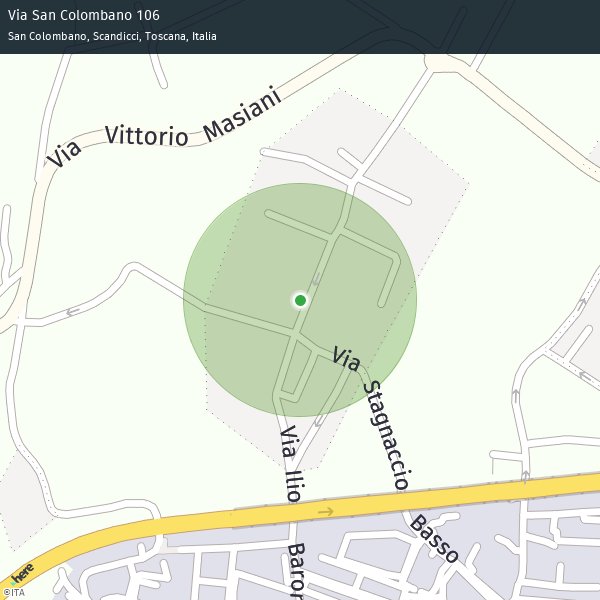 Via San Colombano 106
San Colombano, Scandicci, Toscana, Italia
Via Vittorio Masiani
Via Stagnaccio Basso
Via Ilio Baron
here
©ITA